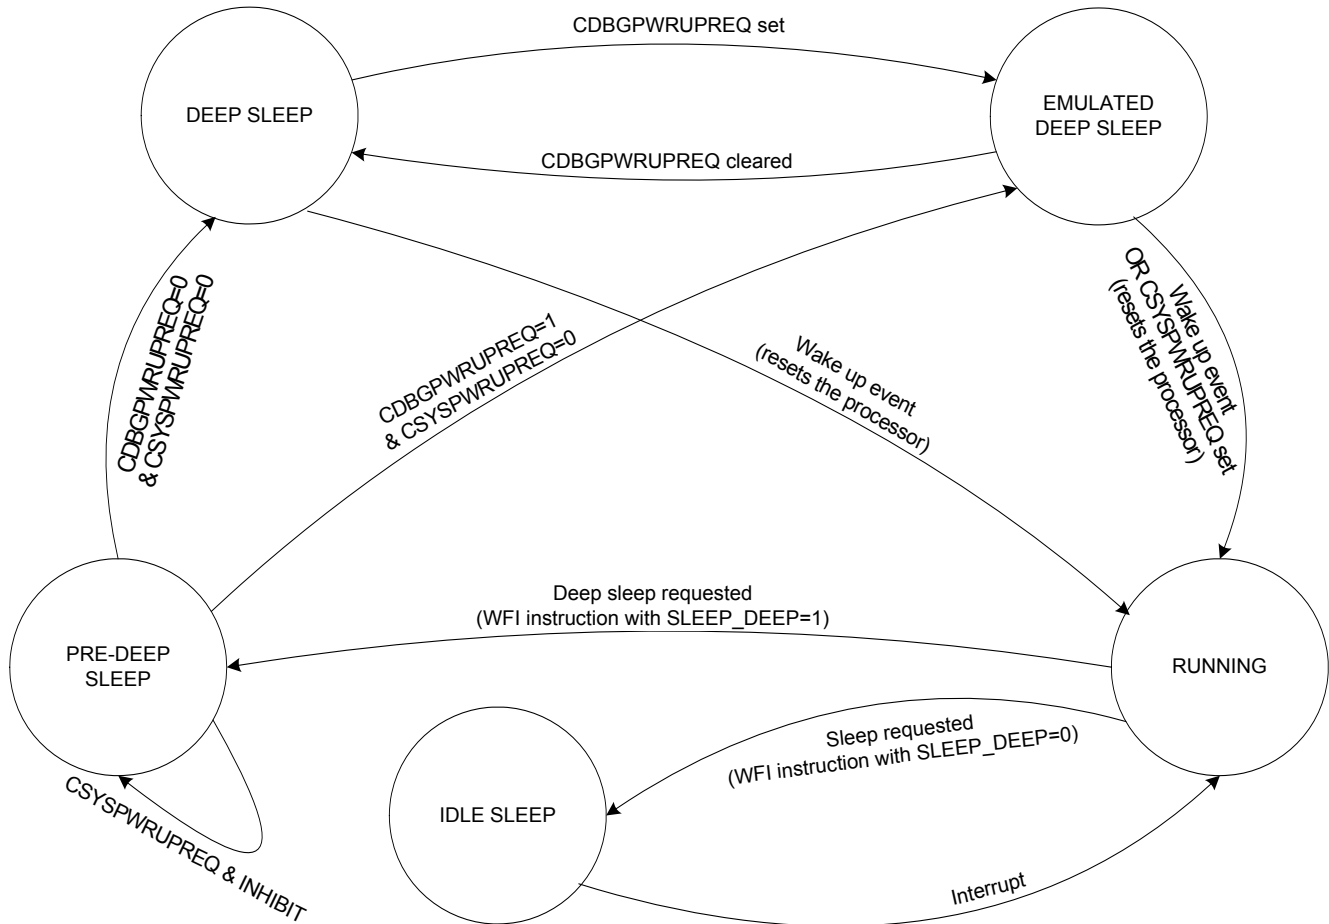 CDBGPWRUPREQ set
DEEP SLEEP
EMULATED
DEEP SLEEP
CDBGPWRUPREQ cleared
CDBGPWRUPREQ=0
& CSYSPWRUPREQ=0
CDBGPWRUPREQ=1
& CSYSPWRUPREQ=0
Wake up event
(resets the processor)
Wake up event
OR CSYSPWRUPREQ set
(resets the processor)
Deep sleep requested
(WFI instruction with SLEEP_DEEP=1)
PRE-DEEP
SLEEP
RUNNING
Sleep requested
(WFI instruction with SLEEP_DEEP=0)
IDLE SLEEP
CSYSPWRUPREQ & INHIBIT
Interrupt